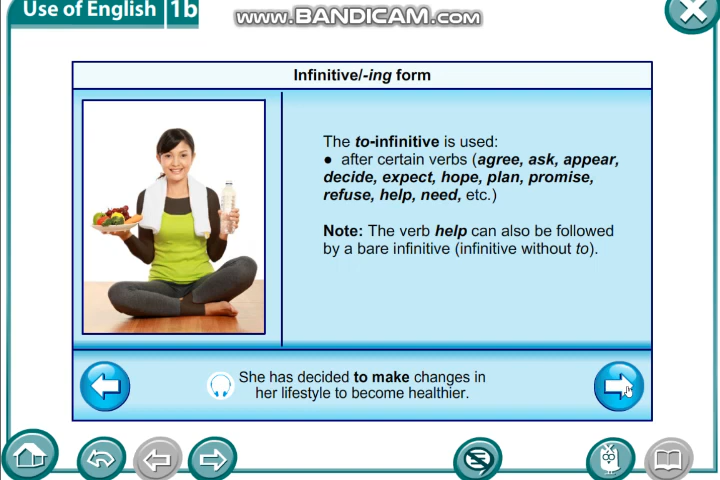 Use of English 1b
www.BANDICAM.com
Infinitive/-ing form
The to-infinitive is used:
● after certain verbs (agree, ask, appear,
decide, expect, hope, plan, promise,
refuse, help, need, etc.)
Note: The verb help can also be followed
by a bare infinitive (infinitive without to).
She has decided to make changes in
her lifestyle to become healthier.